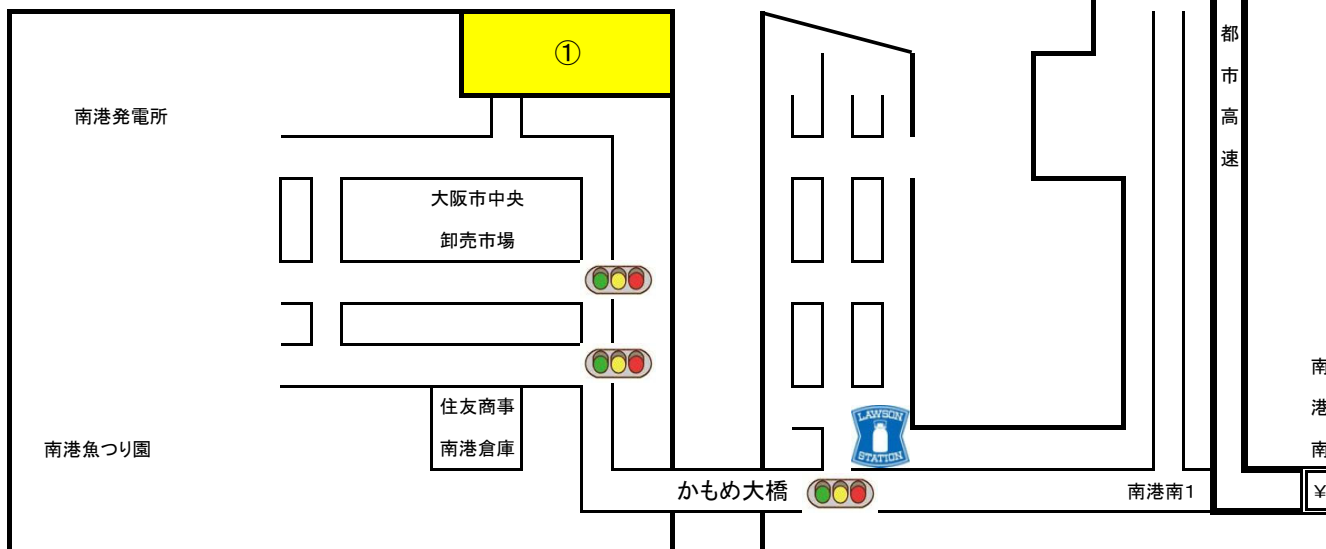 ①
都
市
高
速
南港発電所
大阪市中央
卸売市場
住友商事
南港倉庫
南港魚つり園
LAWSON
STATION
かもめ大橋
南港南1
南
港
南
¥